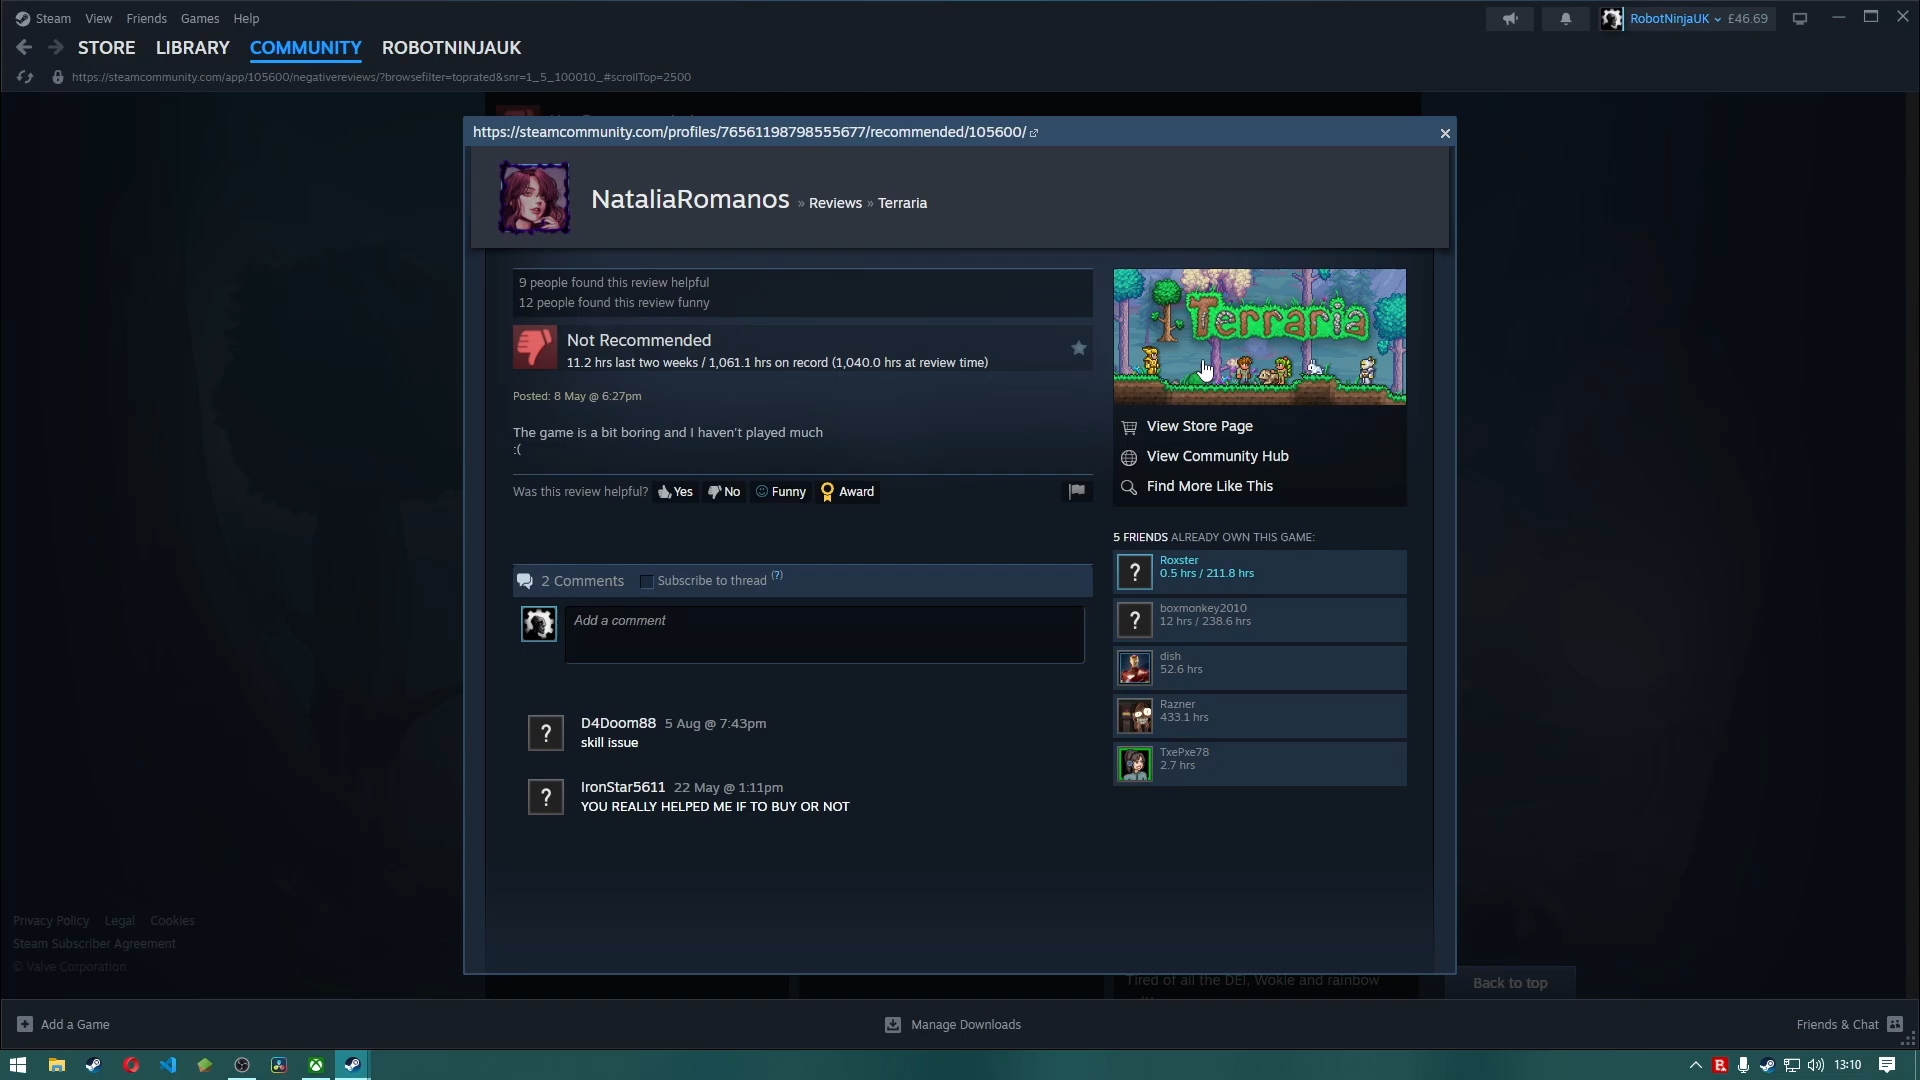 Steam View Friends Games Help
RobotNinjaUK £46.69
STORE LIBRARY COMMUNITY ROBOTNINJAUK
https://steamcommunity.com/app/105600/negativereviews/?browsefilter=toprated&snr=1_5_100010_#scrollTop=2500
https://steamcommunity.com/profiles/76561198798555677/recommended/105600/
NataliaRomanos » Reviews » Terraria
9 people found this review helpful
12 people found this review funny
Not Recommended
11.2 hrs last two weeks / 1,061.1 hrs on record (1,040.0 hrs at review time)
Posted: 8 May @ 6:27pm
The game is a bit boring and I haven't played much
:(
Was this review helpful? Yes No Funny Award
2 Comments Subscribe to thread (?)
Add a comment
D4Doom88 5 Aug @ 7:43pm
skill issue
IronStar5611 22 May @ 1:11pm
YOU REALLY HELPED ME IF TO BUY OR NOT
Terraria
View Store Page
View Community Hub
Find More Like This
5 FRIENDS ALREADY OWN THIS GAME:
Roxster
0.5 hrs / 211.8 hrs
boxmonkey2010
12 hrs / 238.6 hrs
dish
52.6 hrs
Razner
433.1 hrs
TxePxe78
2.7 hrs
Privacy Policy Legal Cookies
Steam Subscriber Agreement
© Valve Corporation
Tired of all the DEI, Wokie and rainbow
Back to top
Add a Game
Manage Downloads
Friends & Chat
13:10